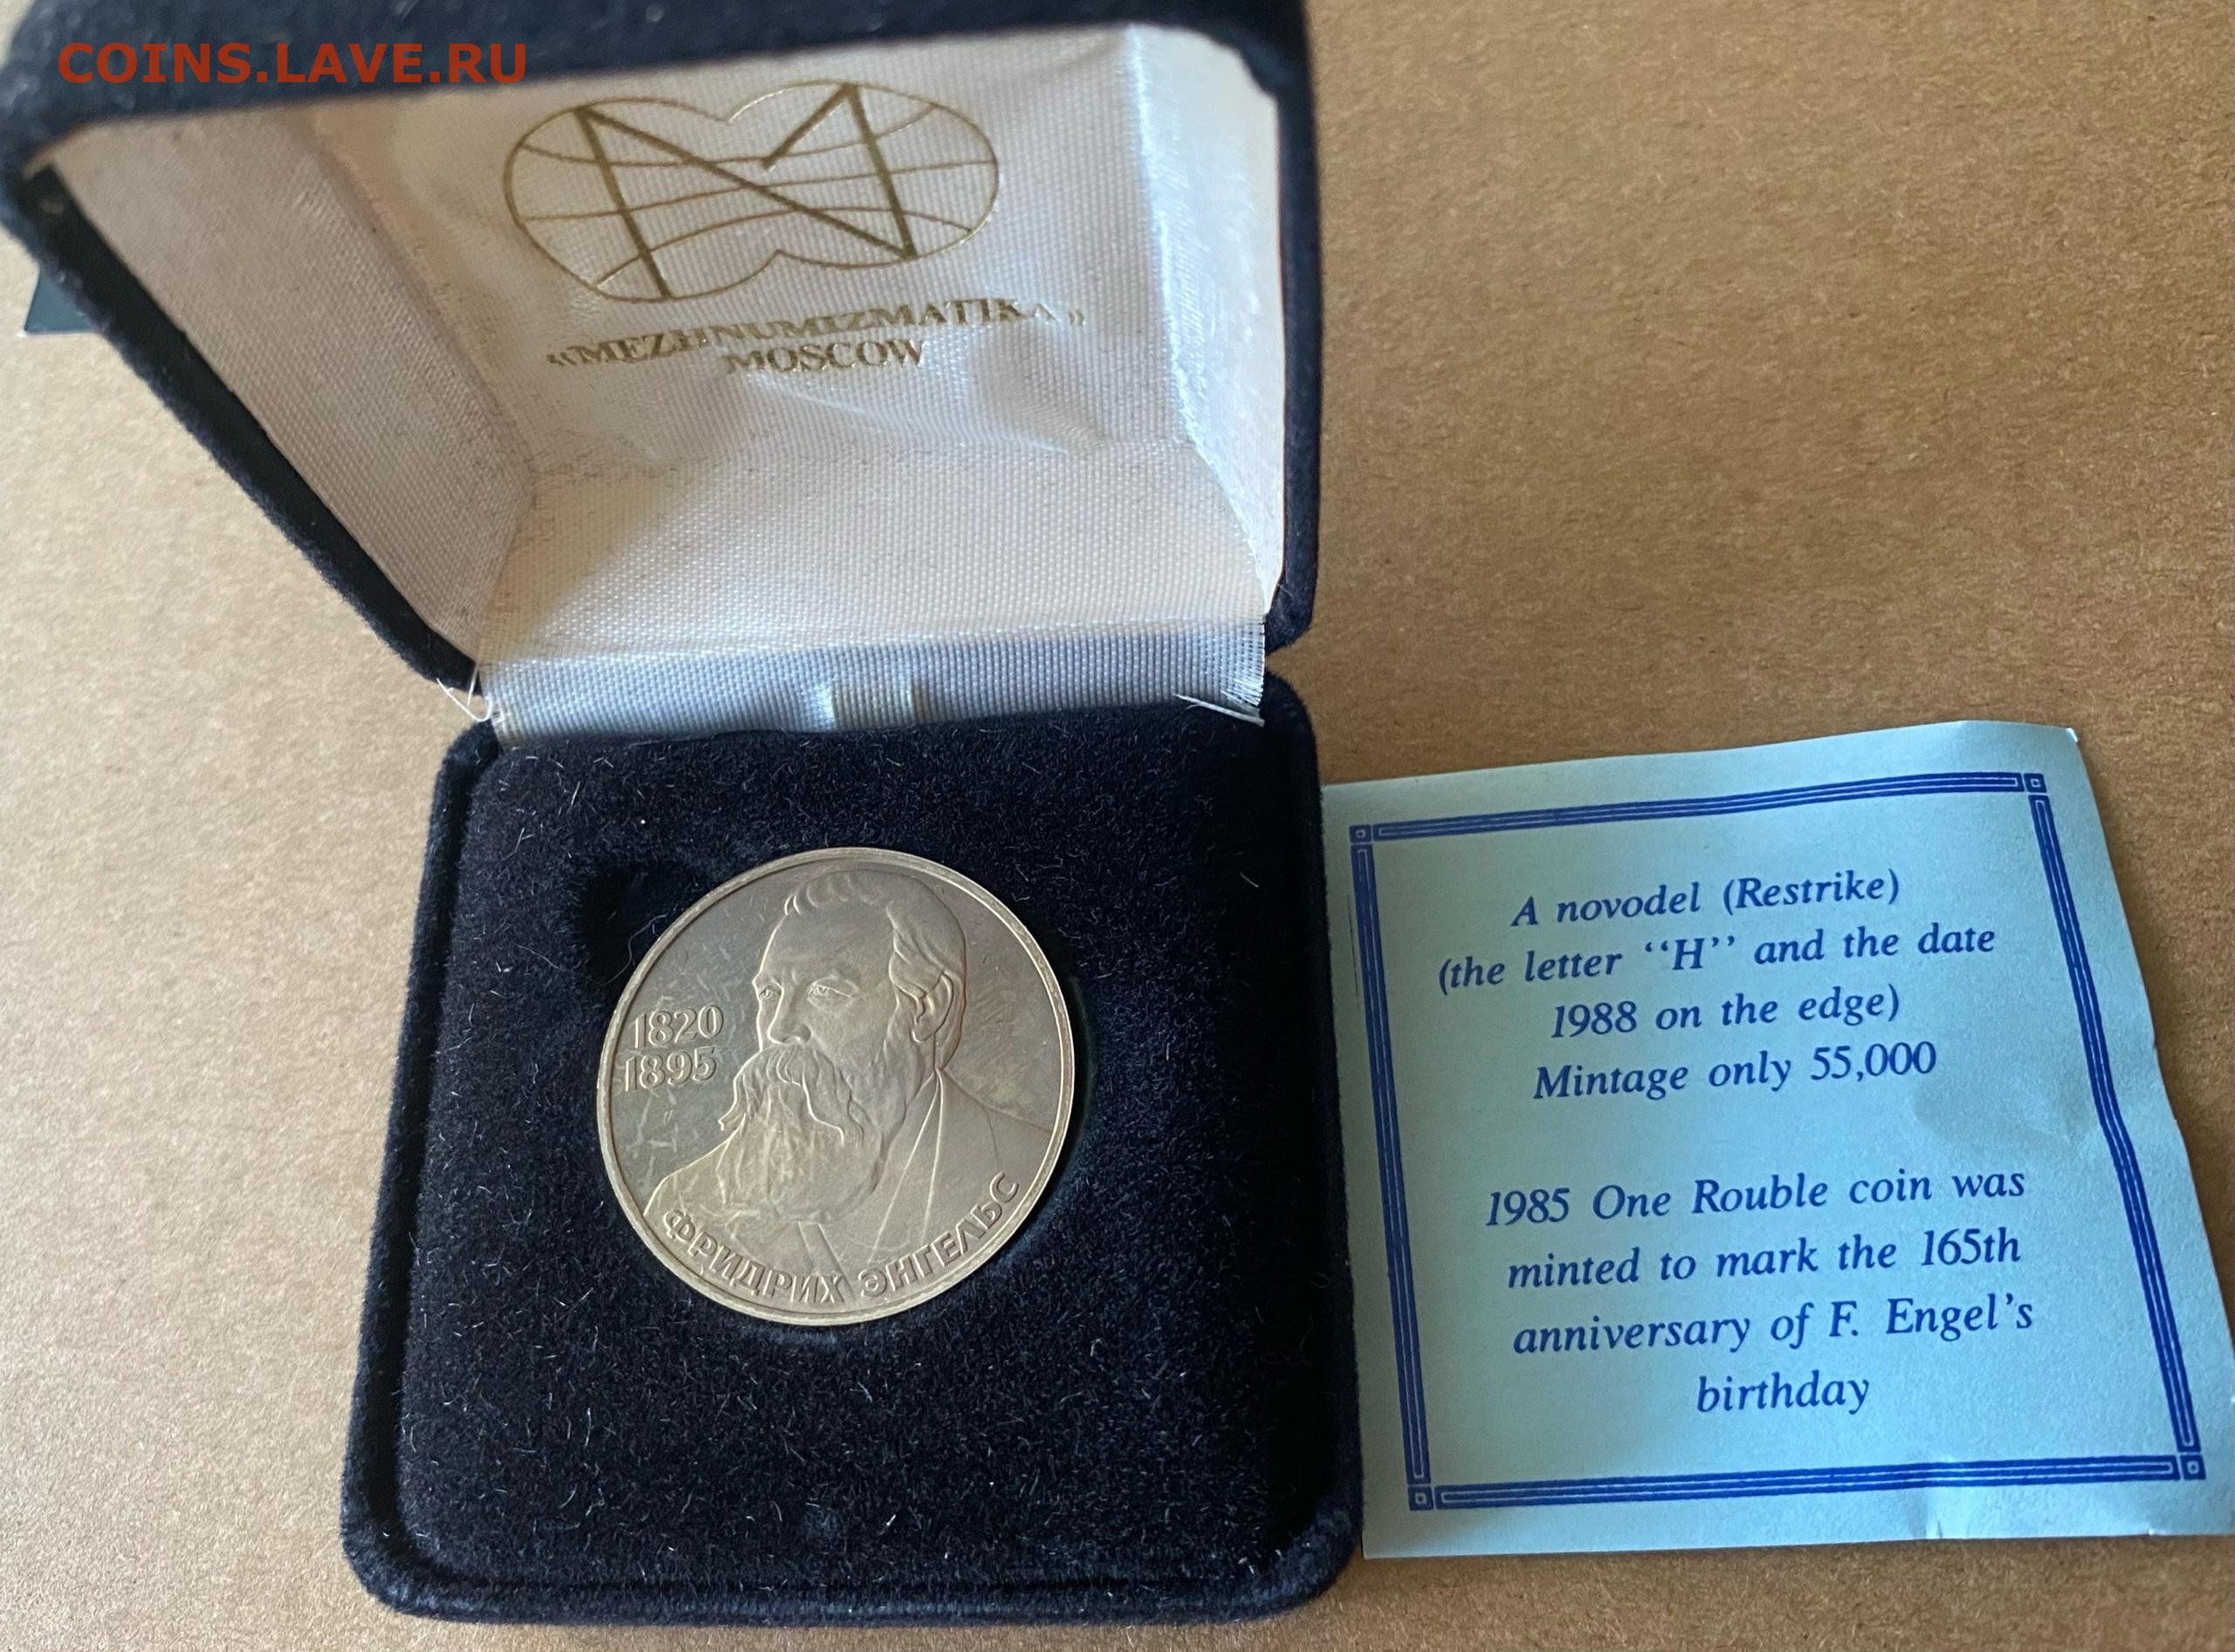 COINS.LAVE.RU
«MEZHNUMIZMATIKA»
MOSCOW
1820
1895
ФРИДРИХ ЭНГЕЛЬС
A novodel (Restrike)
(the letter “H” and the date
1988 on the edge)
Mintage only 55,000
1985 One Rouble coin was
minted to mark the 165th
anniversary of F. Engel’s
birthday